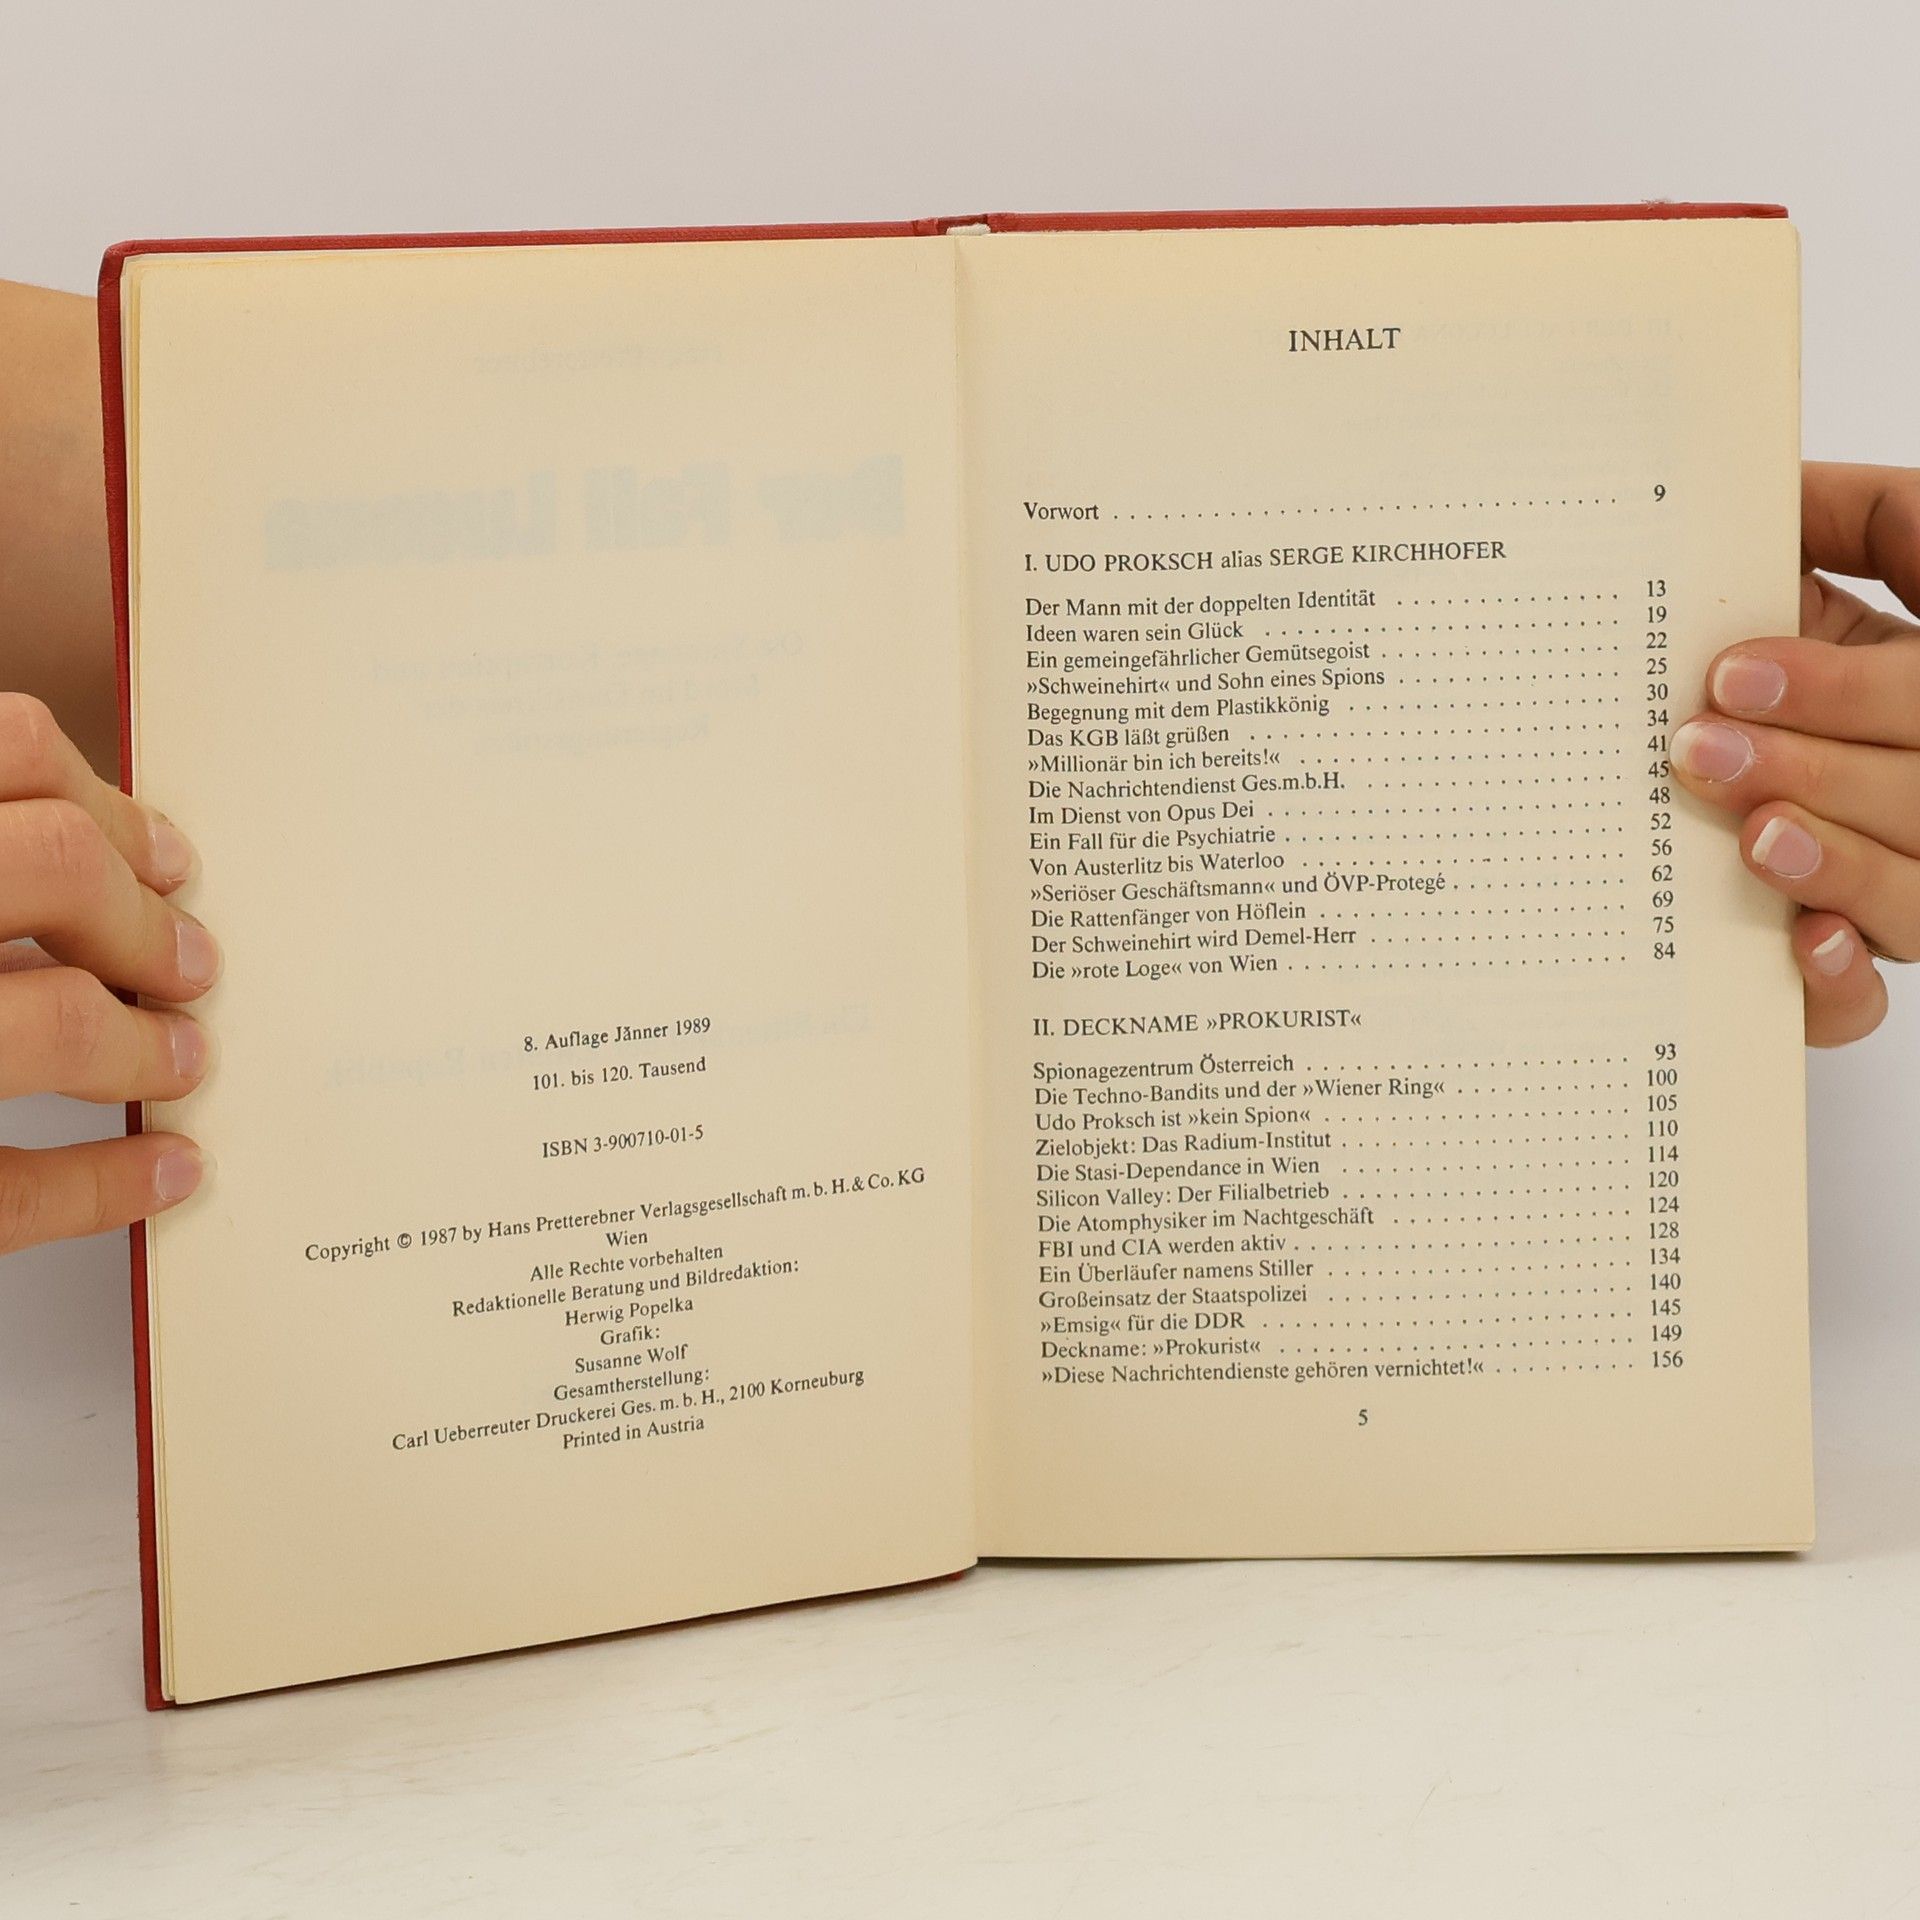 8. Auflage Jänner 1989
101. bis 120. Tausend
ISBN 3-900710-01-5
Copyright © 1987 by Hans Pretterebner Verlagsgesellschaft m. b. H. & Co. KG
Wien
Alle Rechte vorbehalten
Redaktionelle Beratung und Bildredaktion:
Herwig Popelka
Grafik:
Susanne Wolf
Gesamtherstellung:
Carl Ueberreuter Druckerei Ges. m. b. H., 2100 Korneuburg
Printed in Austria
INHALT
Vorwort . . . . . . . . . . 9
I. UDO PROKSCH alias SERGE KIRCHHOFER
Der Mann mit der doppelten Identität . . . . . . . . . . 13
Ideen waren sein Glück . . . . . . . . . . 19
Ein gemeingefährlicher Gemütsegoist . . . . . . . . . . 22
»Schweinehirt« und Sohn eines Spions . . . . . . . . . . 25
Begegnung mit dem Plastikkönig . . . . . . . . . . 30
Das KGB läßt grüßen . . . . . . . . . . 34
»Millionär bin ich bereits!« . . . . . . . . . . 41
Die Nachrichtendienst Ges.m.b.H. . . . . . . . . . . 45
Im Dienst von Opus Dei . . . . . . . . . . 48
Ein Fall für die Psychiatrie . . . . . . . . . . 52
Von Austerlitz bis Waterloo . . . . . . . . . . 56
»Seriöser Geschäftsmann« und ÖVP-Protegé . . . . . . . . . . 62
Die Rattenfänger von Höflein . . . . . . . . . . 69
Der Schweinehirt wird Demel-Herr . . . . . . . . . . 75
Die »rote Loge« von Wien . . . . . . . . . . 84
II. DECKNAME »PROKURIST«
Spionagezentrum Österreich . . . . . . . . . . 93
Die Techno-Bandits und der »Wiener Ring« . . . . . . . . . . 100
Udo Proksch ist »kein Spion« . . . . . . . . . . 105
Zielobjekt: Das Radium-Institut . . . . . . . . . . 110
Die Stasi-Dependance in Wien . . . . . . . . . . 114
Silicon Valley: Der Filialbetrieb . . . . . . . . . . 120
Die Atomphysiker im Nachtgeschäft . . . . . . . . . . 124
FBI und CIA werden aktiv . . . . . . . . . . 128
Ein Überläufer namens Stiller . . . . . . . . . . 134
Großeinsatz der Staatspolizei . . . . . . . . . . 140
»Emsig« für die DDR . . . . . . . . . . 145
Deckname: »Prokurist« . . . . . . . . . . 149
»Diese Nachrichtendienste gehören vernichtet!« . . . . . . . . . 156
5